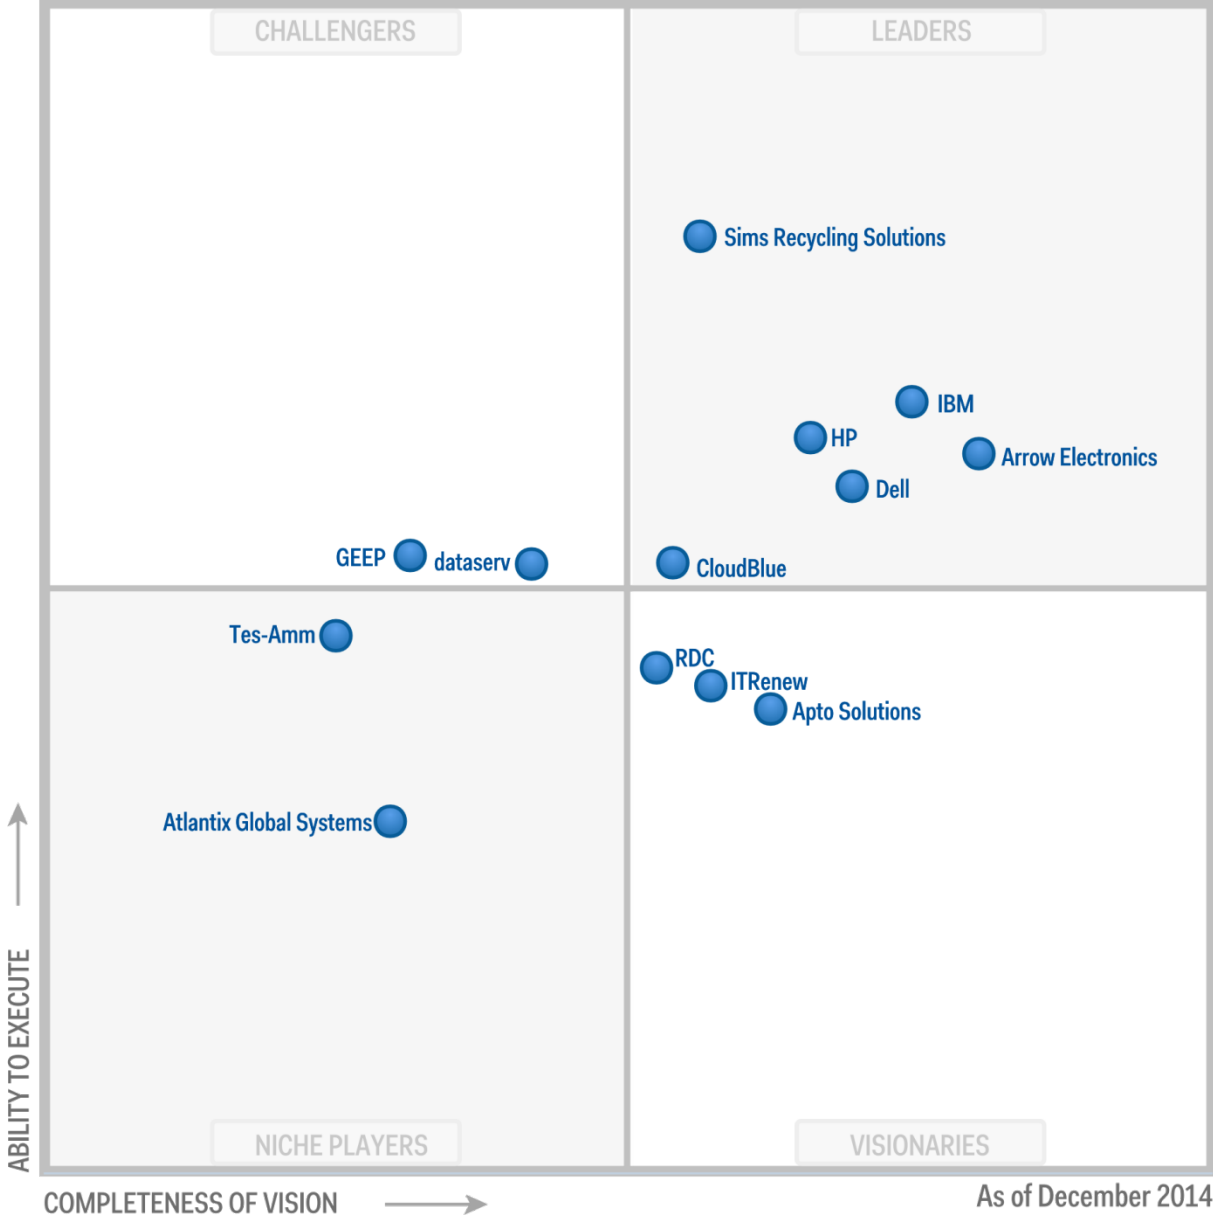 CHALLENGERS
LEADERS
Sims Recycling Solutions
IBM
HP
Arrow Electronics
Dell
GEEP
dataserv
CloudBlue
Tes-Amm
RDC
ITRenew
Apto Solutions
Atlantix Global Systems
ABILITY TO EXECUTE
NICHE PLAYERS
VISIONARIES
COMPLETENESS OF VISION
As of December 2014